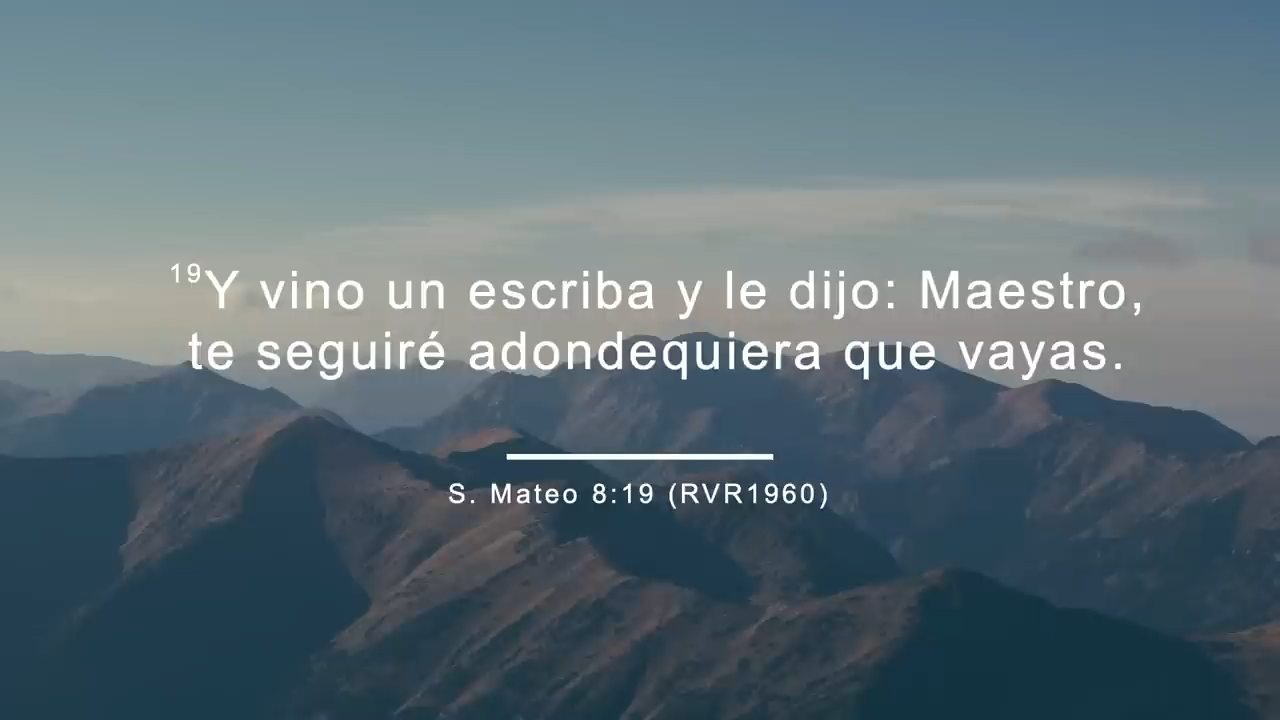 ¹⁹Y vino un escriba y le dijo: Maestro,
te seguiré adondequiera que vayas.
S. Mateo 8:19 (RVR1960)